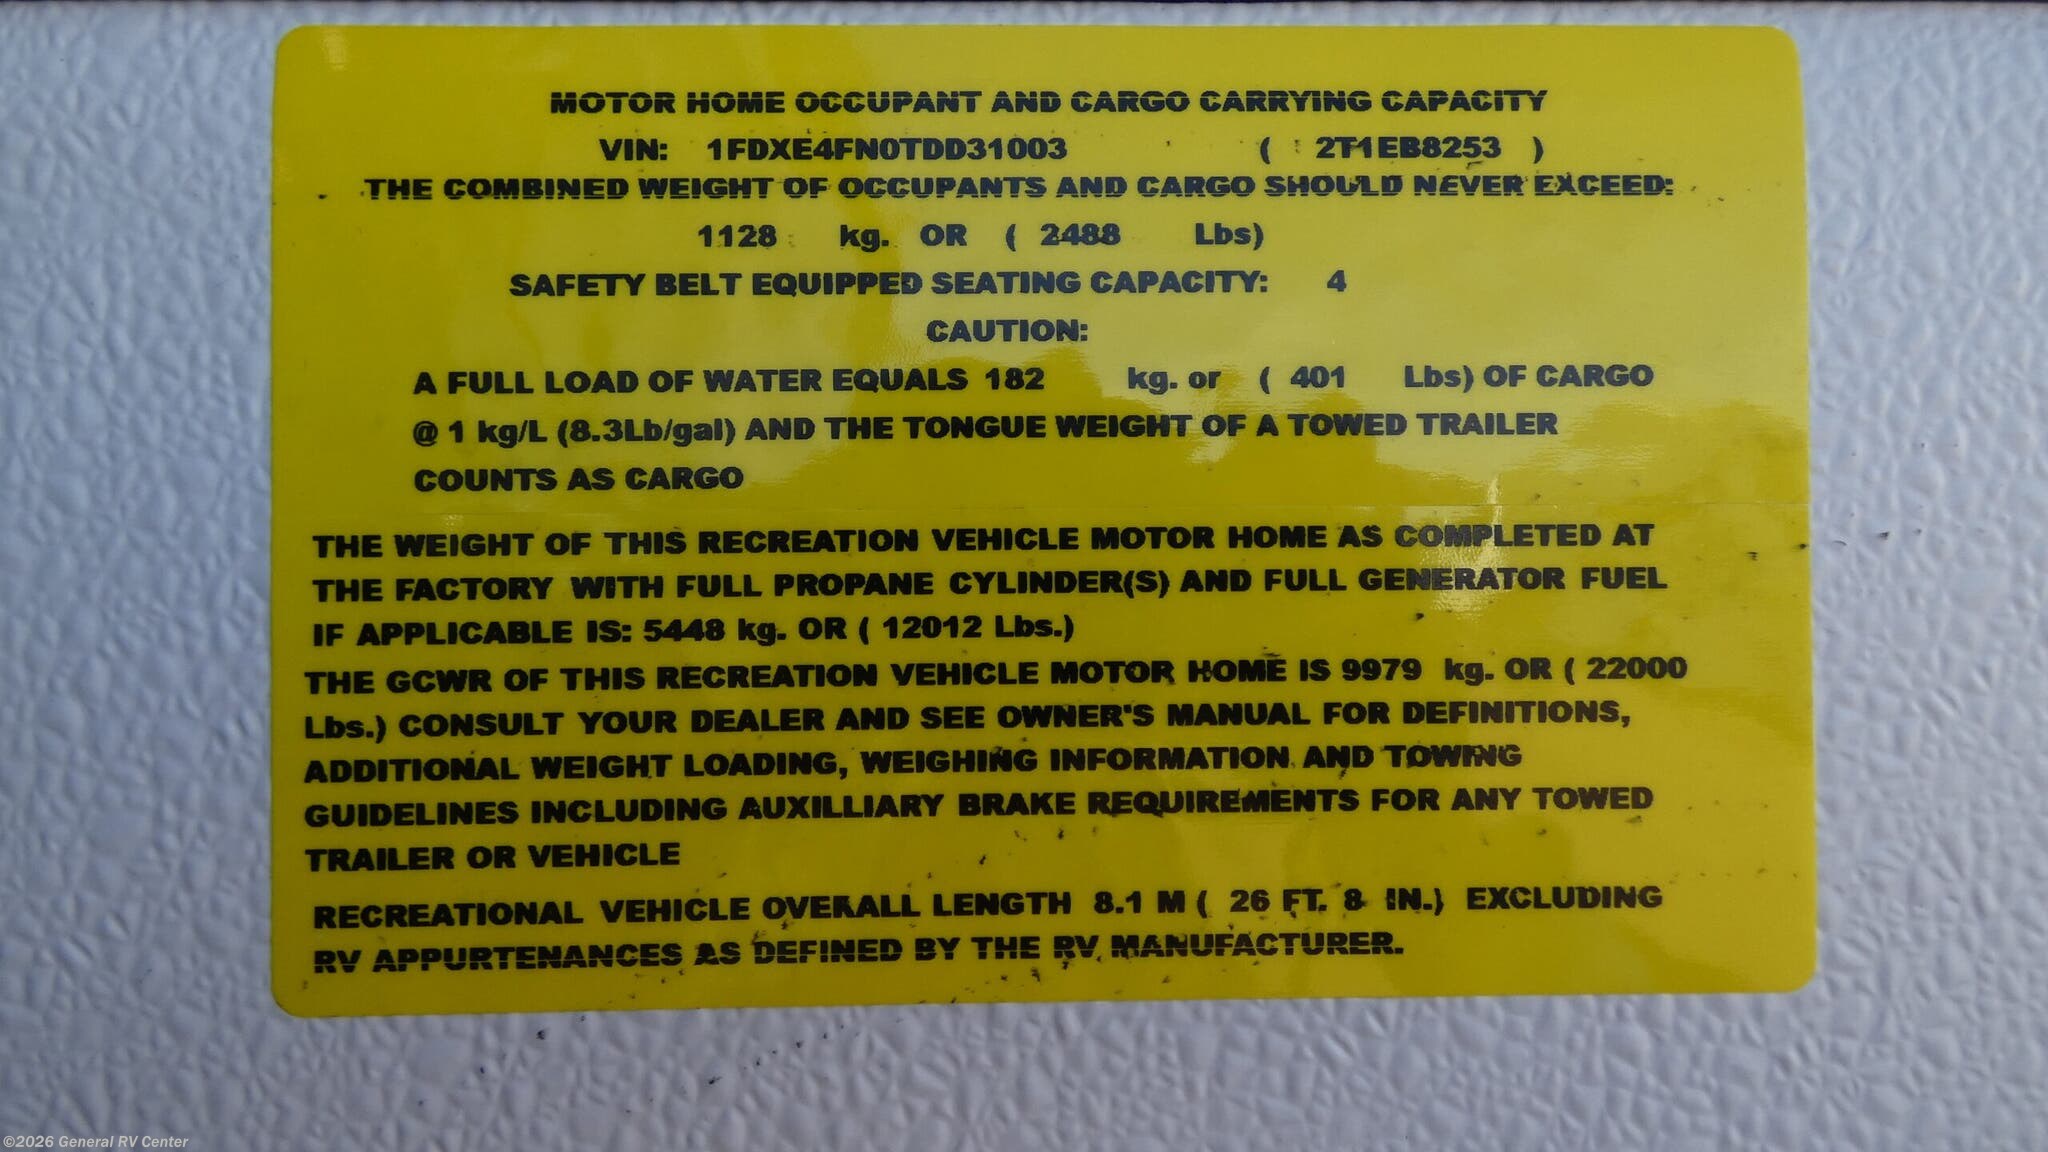 MOTOR HOME OCCUPANT AND CARGO CARRYING CAPACITY
VIN: 1FDXE4FN0TDD31003 ( 2T1EB8253 )
THE COMBINED WEIGHT OF OCCUPANTS AND CARGO SHOULD NEVER EXCEED:
1128 kg. OR ( 2488 Lbs)
SAFETY BELT EQUIPPED SEATING CAPACITY: 4
CAUTION:
A FULL LOAD OF WATER EQUALS 182 kg. or ( 401 Lbs) OF CARGO
@ 1 kg/L (8.3Lb/gal) AND THE TONGUE WEIGHT OF A TOWED TRAILER
COUNTS AS CARGO
THE WEIGHT OF THIS RECREATION VEHICLE MOTOR HOME AS COMPLETED AT
THE FACTORY WITH FULL PROPANE CYLINDER(S) AND FULL GENERATOR FUEL
IF APPLICABLE IS: 5448 kg. OR ( 12012 Lbs.)
THE GCWR OF THIS RECREATION VEHICLE MOTOR HOME IS 9979 kg. OR ( 22000
Lbs.) CONSULT YOUR DEALER AND SEE OWNER'S MANUAL FOR DEFINITIONS,
ADDITIONAL WEIGHT LOADING, WEIGHING INFORMATION AND TOWING
GUIDELINES INCLUDING AUXILLIARY BRAKE REQUIREMENTS FOR ANY TOWED
TRAILER OR VEHICLE
RECREATIONAL VEHICLE OVERALL LENGTH 8.1 M ( 26 FT. 8 IN.) EXCLUDING
RV APPURTENANCES AS DEFINED BY THE RV MANUFACTURER.
©2026 General RV Center